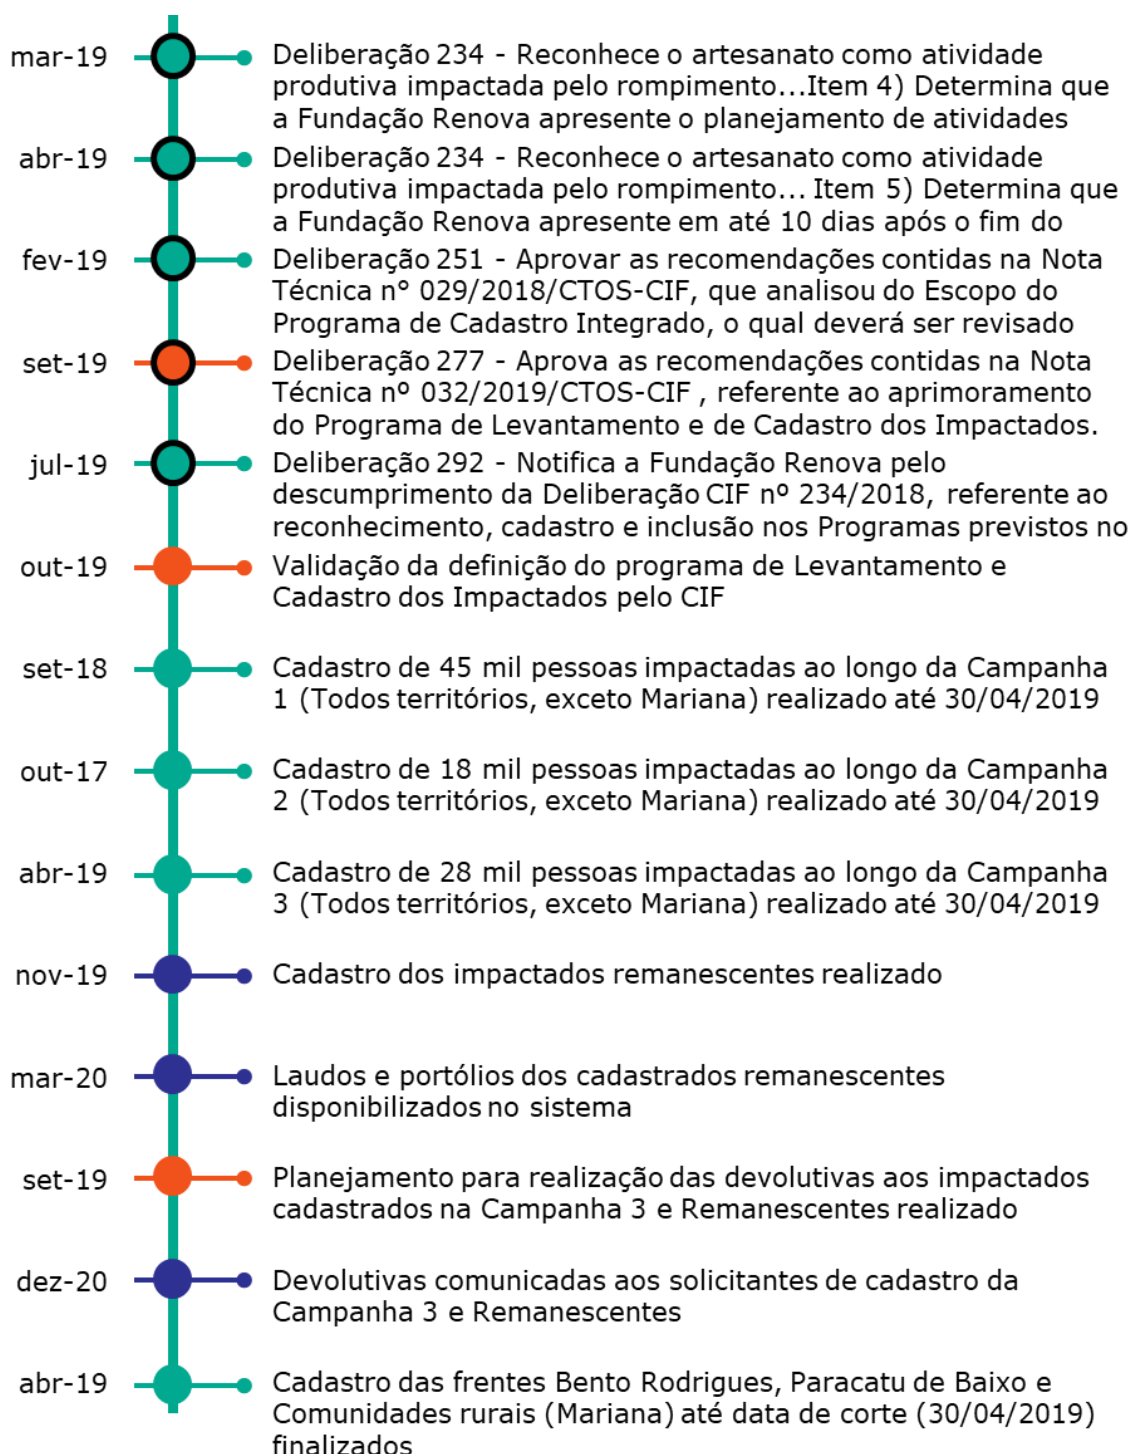 mar-19
Deliberação 234 - Reconhece o artesanato como atividade
produtiva impactada pelo rompimento...Item 4) Determina que
a Fundação Renova apresente o planejamento de atividades
abr-19
Deliberação 234 - Reconhece o artesanato como atividade
produtiva impactada pelo rompimento... Item 5) Determina que
a Fundação Renova apresente em até 10 dias após o fim do
fev-19
Deliberação 251 - Aprovar as recomendações contidas na Nota
Técnica n° 029/2018/CTOS-CIF, que analisou do Escopo do
Programa de Cadastro Integrado, o qual deverá ser revisado
set-19
Deliberação 277 - Aprova as recomendações contidas na Nota
Técnica nº 032/2019/CTOS-CIF , referente ao aprimoramento
do Programa de Levantamento e de Cadastro dos Impactados.
jul-19
Deliberação 292 - Notifica a Fundação Renova pelo
descumprimento da Deliberação CIF nº 234/2018, referente ao
reconhecimento, cadastro e inclusão nos Programas previstos no
out-19
Validação da definição do programa de Levantamento e
Cadastro dos Impactados pelo CIF
set-18
Cadastro de 45 mil pessoas impactadas ao longo da Campanha
1 (Todos territórios, exceto Mariana) realizado até 30/04/2019
out-17
Cadastro de 18 mil pessoas impactadas ao longo da Campanha
2 (Todos territórios, exceto Mariana) realizado até 30/04/2019
abr-19
Cadastro de 28 mil pessoas impactadas ao longo da Campanha
3 (Todos territórios, exceto Mariana) realizado até 30/04/2019
nov-19
Cadastro dos impactados remanescentes realizado
mar-20
Laudos e portólios dos cadastrados remanescentes
disponibilizados no sistema
set-19
Planejamento para realização das devolutivas aos impactados
cadastrados na Campanha 3 e Remanescentes realizado
dez-20
Devolutivas comunicadas aos solicitantes de cadastro da
Campanha 3 e Remanescentes
abr-19
Cadastro das frentes Bento Rodrigues, Paracatu de Baixo e
Comunidades rurais (Mariana) até data de corte (30/04/2019)
finalizados